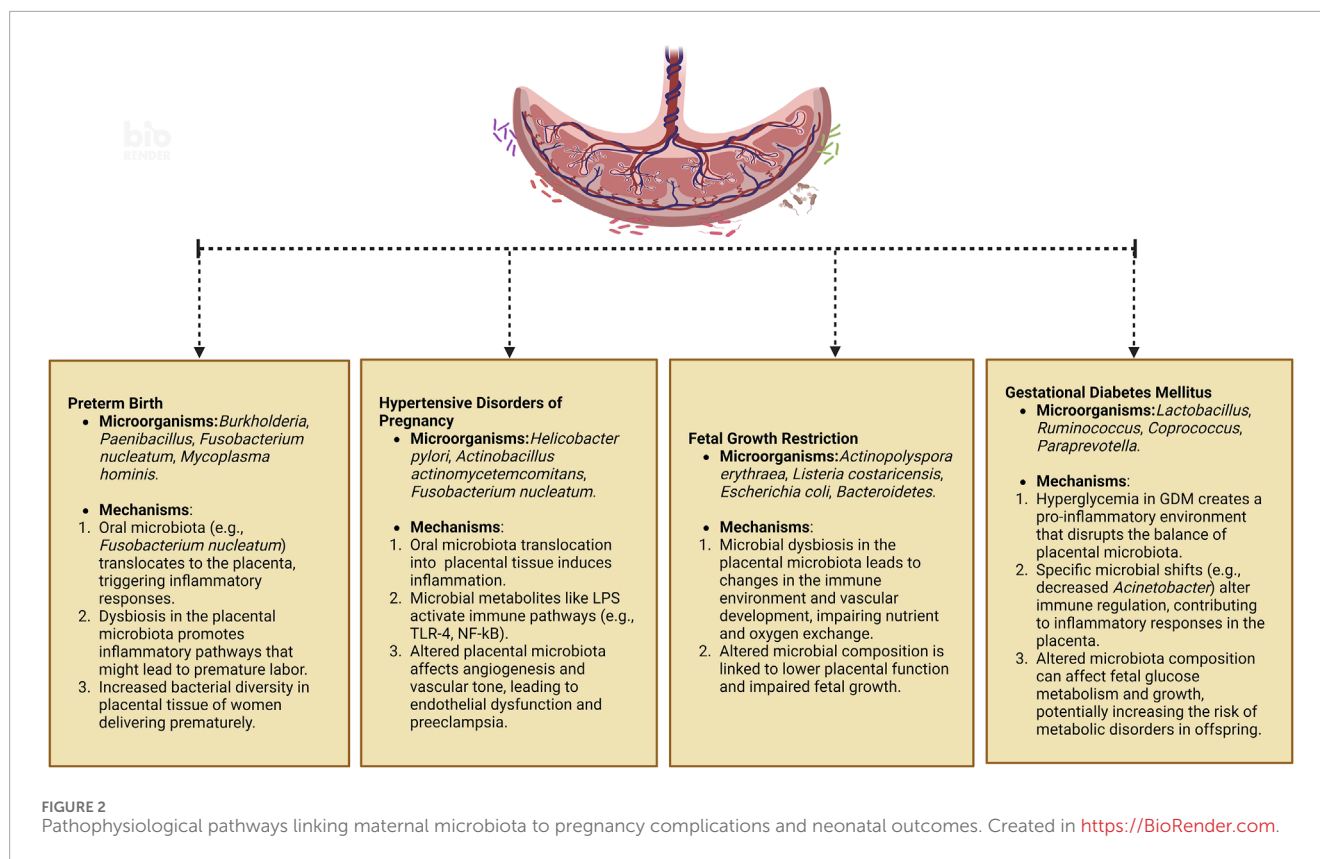 bio
RENDER
Preterm Birth
• Microorganisms:Burkholderia,
Paenibacillus, Fusobacterium
nucleatum, Mycoplasma
hominis.
• Mechanisms:
1. Oral microbiota (e.g.,
Fusobacterium nucleatum)
translocates to the placenta,
triggering inflammatory
responses.
2. Dysbiosis in the placental
microbiota promotes
inflammatory pathways that
might lead to premature labor.
3. Increased bacterial diversity in
placental tissue of women
delivering prematurely.
Hypertensive Disorders of
Pregnancy
• Microorganisms:Helicobacter
pylori, Actinobacillus
actinomycetemcomitans,
Fusobacterium nucleatum.
• Mechanisms:
1. Oral microbiota translocation
into placental tissue induces
inflammation.
2. Microbial metabolites like LPS
activate immune pathways (e.g.,
TLR-4, NF-kB).
3. Altered placental microbiota
affects angiogenesis and
vascular tone, leading to
endothelial dysfunction and
preeclampsia.
Fetal Growth Restriction
• Microorganisms:Actinopolyspora
erythraea, Listeria costaricensis,
Escherichia coli, Bacteroidetes.
• Mechanisms:
1. Microbial dysbiosis in the
placental microbiota leads to
changes in the immune
environment and vascular
development, impairing nutrient
and oxygen exchange.
2. Altered microbial composition is
linked to lower placental function
and impaired fetal growth.
Gestational Diabetes Mellitus
• Microorganisms:Lactobacillus,
Ruminococcus, Coprococcus,
Paraprevotella.
• Mechanisms:
1. Hyperglycemia in GDM creates a
pro-inflammatory environment
that disrupts the balance of
placental microbiota.
2. Specific microbial shifts (e.g.,
decreased Acinetobacter) alter
immune regulation, contributing
to inflammatory responses in the
placenta.
3. Altered microbiota composition
can affect fetal glucose
metabolism and growth,
potentially increasing the risk of
metabolic disorders in offspring.
FIGURE 2
Pathophysiological pathways linking maternal microbiota to pregnancy complications and neonatal outcomes. Created in https://BioRender.com.